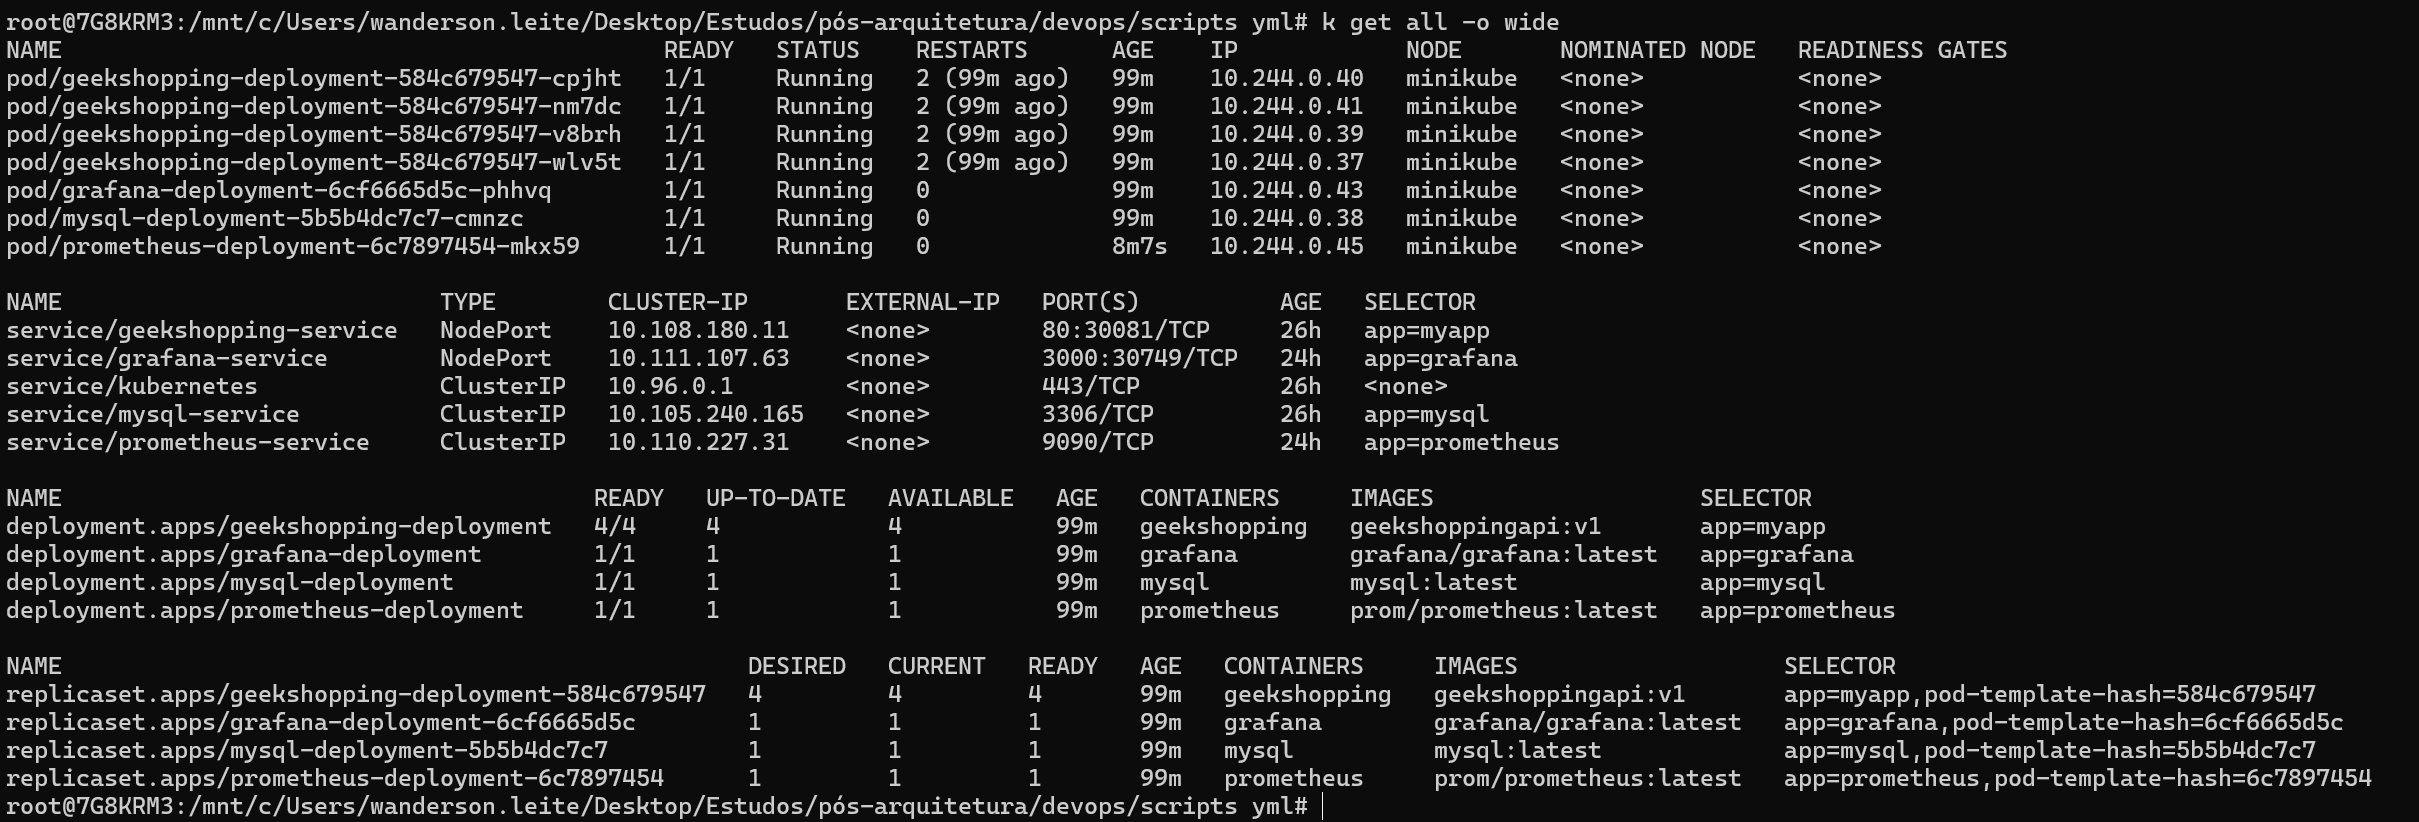 root@7G8KRM3:/mnt/c/Users/wanderson.leite/Desktop/Estudos/pós-arquitetura/devops/scripts yml# k get all -o wide
NAME                                           READY   STATUS    RESTARTS      AGE    IP            NODE       NOMINATED NODE   READINESS GATES
pod/geekshopping-deployment-584c679547-cpjht   1/1     Running   2 (99m ago)   99m    10.244.0.40   minikube   <none>           <none>
pod/geekshopping-deployment-584c679547-nm7dc   1/1     Running   2 (99m ago)   99m    10.244.0.41   minikube   <none>           <none>
pod/geekshopping-deployment-584c679547-v8brh   1/1     Running   2 (99m ago)   99m    10.244.0.39   minikube   <none>           <none>
pod/geekshopping-deployment-584c679547-wlv5t   1/1     Running   2 (99m ago)   99m    10.244.0.37   minikube   <none>           <none>
pod/grafana-deployment-6cf6665d5c-phhvq        1/1     Running   0             99m    10.244.0.43   minikube   <none>           <none>
pod/mysql-deployment-5b5b4dc7c7-cmnzc          1/1     Running   0             99m    10.244.0.38   minikube   <none>           <none>
pod/prometheus-deployment-6c7897454-mkx59      1/1     Running   0             8m7s   10.244.0.45   minikube   <none>           <none>

NAME                           TYPE        CLUSTER-IP       EXTERNAL-IP   PORT(S)          AGE   SELECTOR
service/geekshopping-service   NodePort    10.108.180.11    <none>        80:30081/TCP     26h   app=myapp
service/grafana-service        NodePort    10.111.107.63    <none>        3000:30749/TCP   24h   app=grafana
service/kubernetes             ClusterIP   10.96.0.1        <none>        443/TCP          26h   <none>
service/mysql-service          ClusterIP   10.105.240.165   <none>        3306/TCP         26h   app=mysql
service/prometheus-service     ClusterIP   10.110.227.31    <none>        9090/TCP         24h   app=prometheus

NAME                                      READY   UP-TO-DATE   AVAILABLE   AGE   CONTAINERS     IMAGES                   SELECTOR
deployment.apps/geekshopping-deployment   4/4     4            4           99m   geekshopping   geekshoppingapi:v1       app=myapp
deployment.apps/grafana-deployment        1/1     1            1           99m   grafana        grafana/grafana:latest   app=grafana
deployment.apps/mysql-deployment          1/1     1            1           99m   mysql          mysql:latest             app=mysql
deployment.apps/prometheus-deployment     1/1     1            1           99m   prometheus     prom/prometheus:latest   app=prometheus

NAME                                                 DESIRED   CURRENT   READY   AGE   CONTAINERS     IMAGES                   SELECTOR
replicaset.apps/geekshopping-deployment-584c679547   4         4         4       99m   geekshopping   geekshoppingapi:v1       app=myapp,pod-template-hash=584c679547
replicaset.apps/grafana-deployment-6cf6665d5c        1         1         1       99m   grafana        grafana/grafana:latest   app=grafana,pod-template-hash=6cf6665d5c
replicaset.apps/mysql-deployment-5b5b4dc7c7          1         1         1       99m   mysql          mysql:latest             app=mysql,pod-template-hash=5b5b4dc7c7
replicaset.apps/prometheus-deployment-6c7897454      1         1         1       99m   prometheus     prom/prometheus:latest   app=prometheus,pod-template-hash=6c7897454
root@7G8KRM3:/mnt/c/Users/wanderson.leite/Desktop/Estudos/pós-arquitetura/devops/scripts yml#